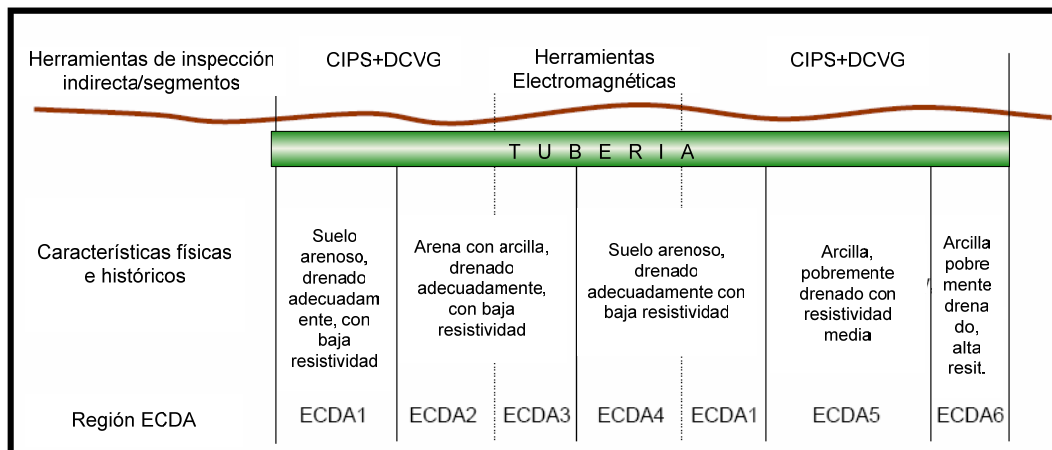 Herramientas de inspección
indirecta/segmentos
CIPS+DCVG
Herramientas
Electromagnéticas
CIPS+DCVG
T U B E R I A
Características físicas
e históricos
Suelo
arenoso,
drenado
adecuadam
ente, con
baja
resistividad
Arena con arcilla,
drenado
adecuadamente,
con baja
resistividad
Suelo arenoso,
drenado
adecuadamente con
baja resistividad
Arcilla,
pobremente
drenado con
resistividad
media
Arcilla
pobre
mente
drena
do,
alta
resit.
Región ECDA
ECDA1
ECDA2
ECDA3
ECDA4
ECDA1
ECDA5
ECDA6